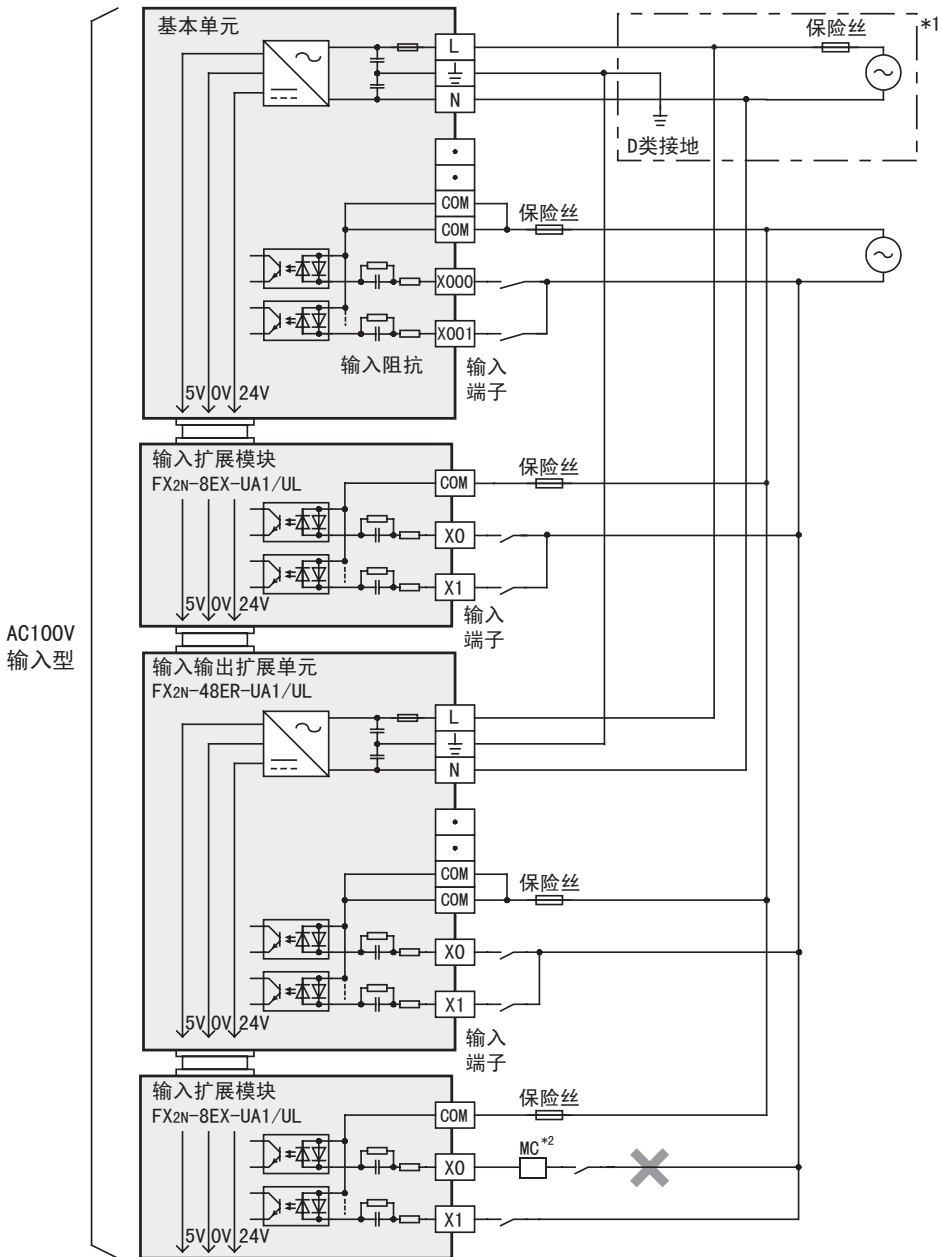 基本单元
保险丝
*1
L
N
D类接地
•
•
COM
保险丝
COM
X000
X001
输入阻抗
输入
端子
5V 0V 24V
输入扩展模块
FX2N-8EX-UA1/UL
保险丝
COM
X0
X1
5V 0V 24V
输入
端子
AC100V
输入型
输入输出扩展单元
FX2N-48ER-UA1/UL
L
N
•
•
COM
保险丝
COM
X0
X1
5V 0V 24V
输入
端子
输入扩展模块
FX2N-8EX-UA1/UL
保险丝
COM
MC*2
X0
X1
5V 0V 24V